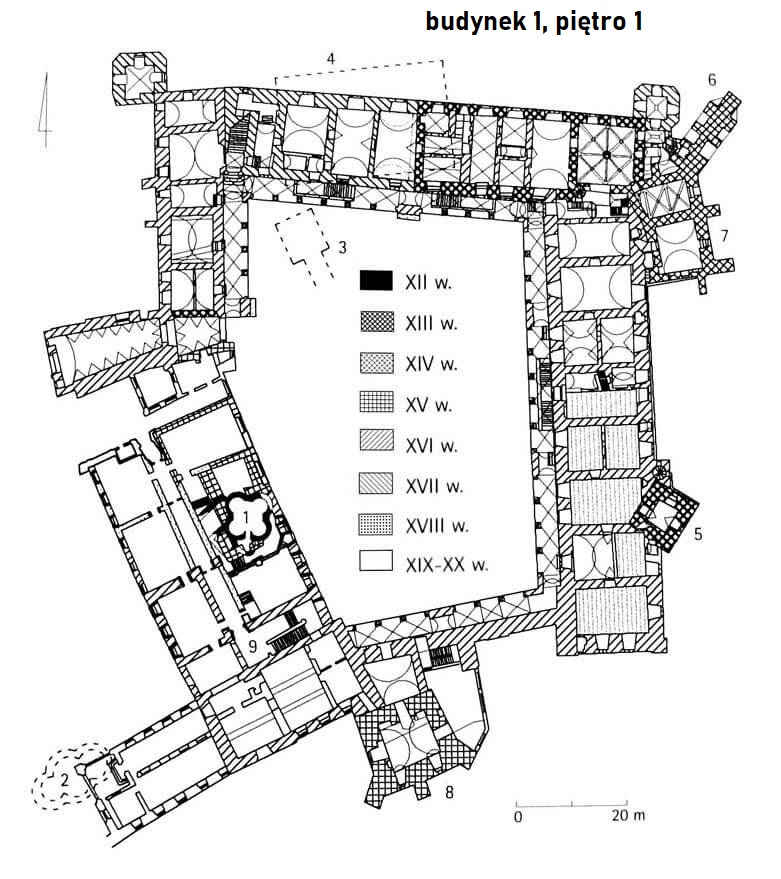 budynek 1, piętro 1
4
6
3
7
XII w.
XIII w.
XIV w.
XV w.
XVI w.
XVII w.
XVIII w.
XIX-XX w.
1
5
9
2
8
0 20 m